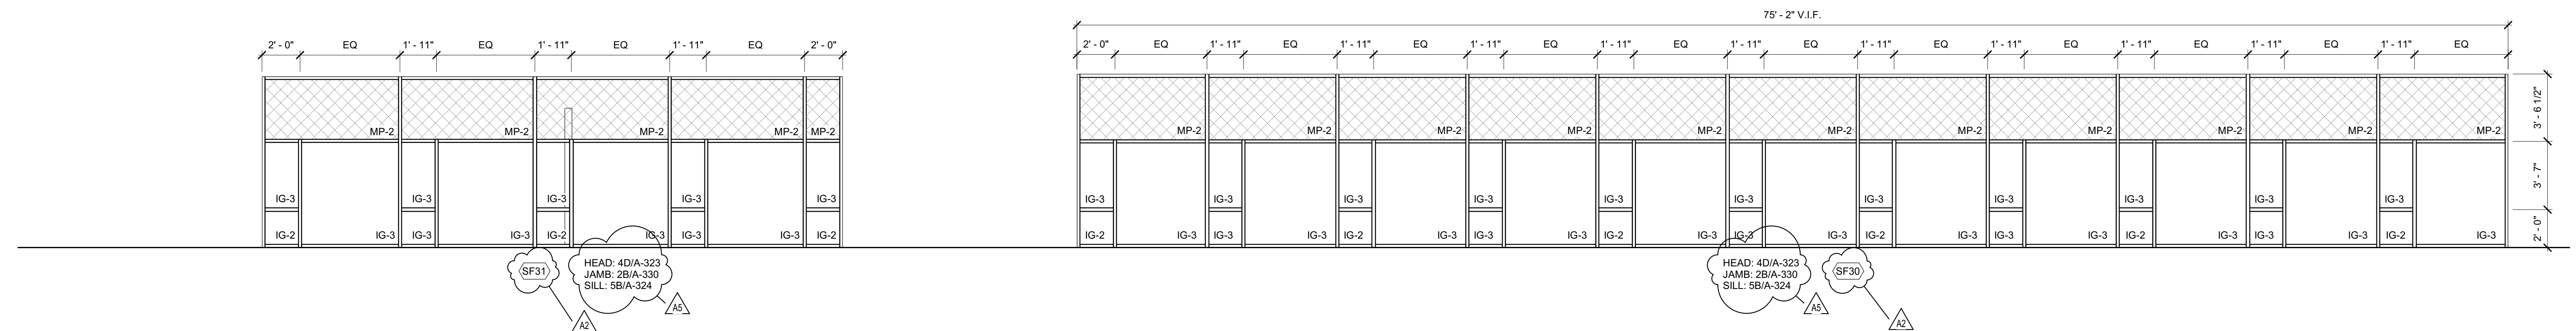 75' - 2" V.I.F.
2' - 0" EQ 1' - 11" EQ 1' - 11" EQ 1' - 11" EQ 2' - 0"
2' - 0" EQ 1' - 11" EQ 1' - 11" EQ 1' - 11" EQ 1' - 11" EQ 1' - 11" EQ 1' - 11" EQ 1' - 11" EQ 1' - 11" EQ 1' - 11" EQ 1' - 11" EQ
MP-2 MP-2 MP-2 MP-2 MP-2
MP-2 MP-2 MP-2 MP-2 MP-2 MP-2 MP-2 MP-2 MP-2 MP-2 MP-2
3' - 6 1/2"
IG-3 IG-3 IG-3 IG-3 IG-3
IG-3 IG-3 IG-3 IG-3 IG-3 IG-3 IG-3 IG-3 IG-3 IG-3 IG-3
3' - 7"
IG-2 IG-3 IG-3 IG-3 IG-2 IG-3 IG-3 IG-3 IG-2
IG-2 IG-3 IG-3 IG-3 IG-2 IG-3 IG-3 IG-3 IG-2 IG-3 IG-3 IG-3 IG-2 IG-3 IG-3 IG-3 IG-2 IG-3 IG-3 IG-3 IG-2 IG-3
2' - 0"
SF31
HEAD: 4D/A-323
JAMB: 2B/A-330
SILL: 5B/A-324
A5
A2
HEAD: 4D/A-323
JAMB: 2B/A-330
SILL: 5B/A-324
SF30
A5
A2